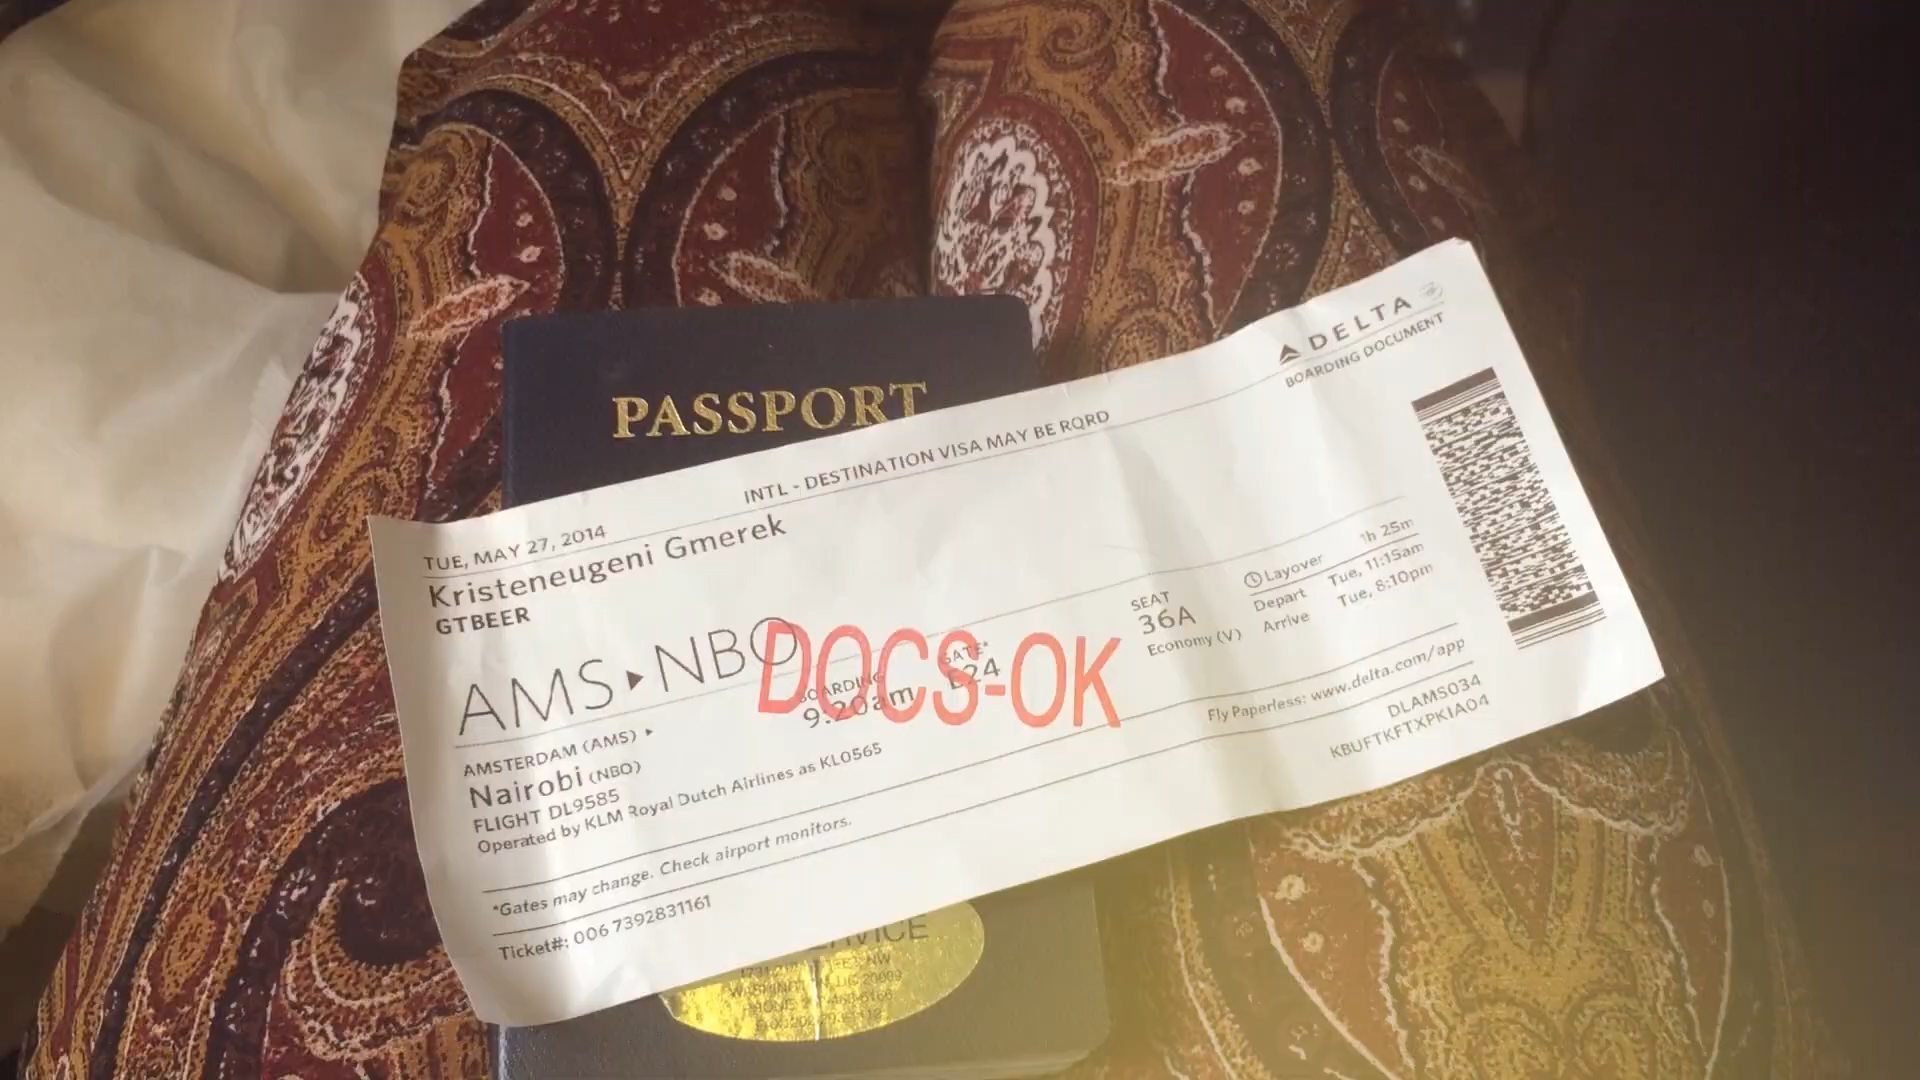 PASSPORT
DELTA
BOARDING DOCUMENT
INTL - DESTINATION VISA MAY BE RQRD
TUE, MAY 27, 2014
Kristeneugeni Gmerek
GTBEER
AMS▸NBO
BOARDING
9:20am
GATE*
E24
DOCS-OK
SEAT
36A
Economy (V)
Layover 1h 25m
Depart Tue, 11:15am
Arrive Tue, 8:10pm
AMSTERDAM (AMS) ▸
Nairobi (NBO)
FLIGHT DL9585
Operated by KLM Royal Dutch Airlines as KL0565
Fly Paperless: www.delta.com/app
*Gates may change. Check airport monitors.
DLAMS034
KBUFTKFTXPKIA04
Ticket#: 006 7392831161